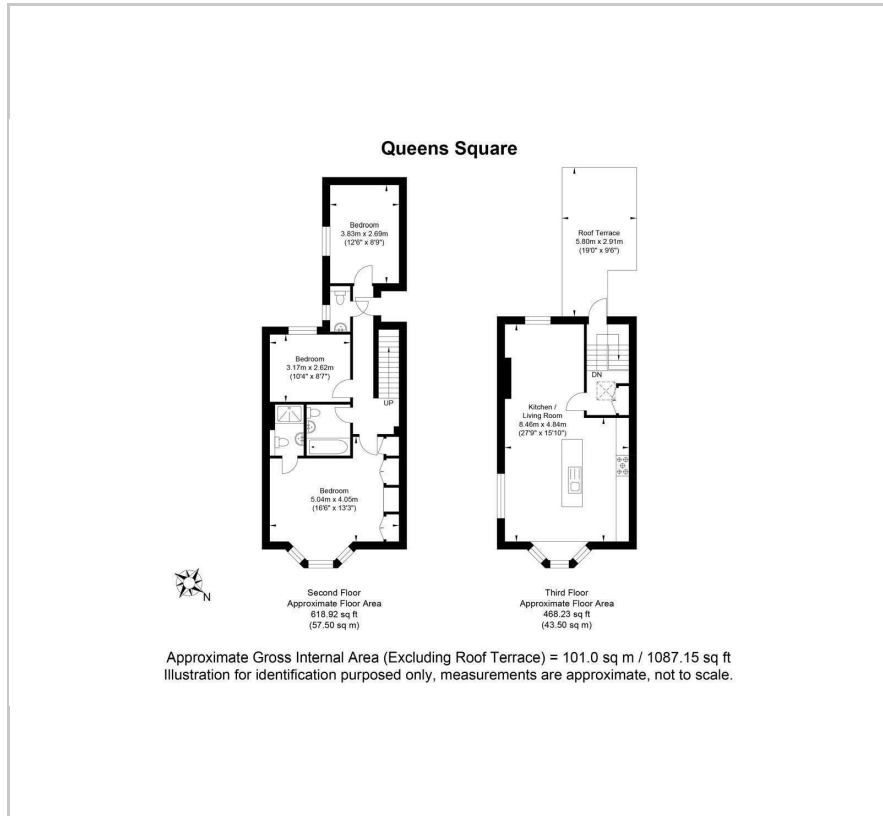 Queens Square
Bedroom
3.83m x 2.69m
(12'6" x 8'9")
Bedroom
3.17m x 2.62m
(10'4" x 8'7")
UP
Bedroom
5.04m x 4.05m
(16'6" x 13'3")
Roof Terrace
5.80m x 2.91m
(19'0" x 9'6")
DN
Kitchen /
Living Room
8.46m x 4.84m
(27'9" x 15'10")
N
Second Floor
Approximate Floor Area
618.92 sq ft
(57.50 sq m)
Third Floor
Approximate Floor Area
468.23 sq ft
(43.50 sq m)
Approximate Gross Internal Area (Excluding Roof Terrace) = 101.0 sq m / 1087.15 sq ft
Illustration for identification purposed only, measurements are approximate, not to scale.